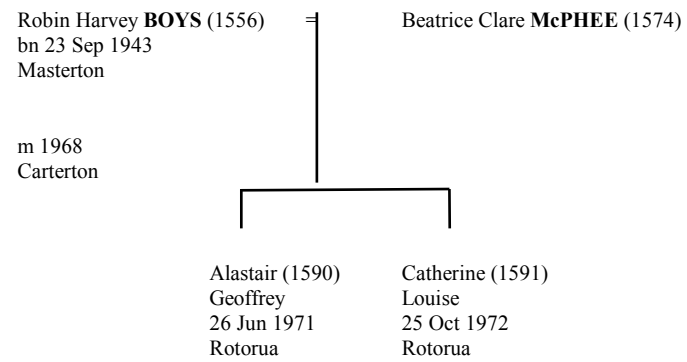 Robin Harvey BOYS (1556) = Beatrice Clare McPHEE (1574)
bn 23 Sep 1943
Masterton
m 1968
Carterton
Alastair (1590)
Geoffrey
26 Jun 1971
Rotorua
Catherine (1591)
Louise
25 Oct 1972
Rotorua